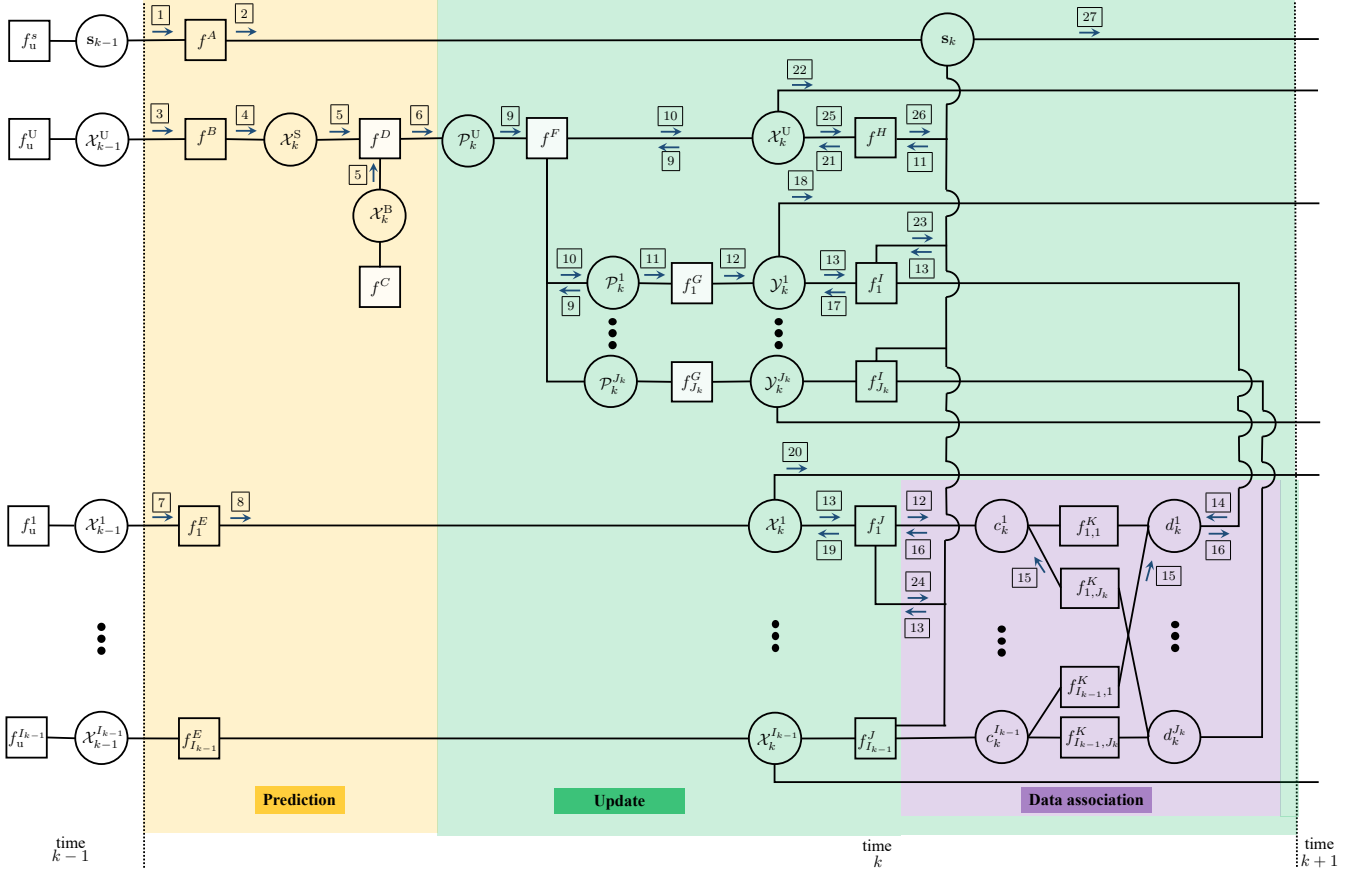 1 2 27
f_u^s s_{k-1} f^A s_k
22
3 4 5 6 9 10 25 26
f_u^U 𝒳_{k-1}^U f^B 𝒳_k^S f^D 𝒫_k^U f^F 𝒳_k^U f^H
9 21 11
5 18
𝒳_k^B
23
10 11 12 13
f^C 𝒫_k^1 f_1^G 𝒴_k^1 f_1^I 13
9 17
𝒫_k^{J_k} f_{J_k}^G 𝒴_k^{J_k} f_{J_k}^I
20
7 8 13 12 14
f_u^1 𝒳_{k-1}^1 f_1^E 𝒳_k^1 f_1^J c_k^1 f_{1,1}^K d_k^1
19 16 16
24 15 f_{1,J_k}^K 15
13
f_{I_{k-1},1}^K
f_u^{I_{k-1}} 𝒳_{k-1}^{I_{k-1}} f_{I_{k-1}}^E 𝒳_k^{I_{k-1}} f_{I_{k-1}}^J c_k^{I_{k-1}} f_{I_{k-1},J_k}^K d_k^{J_k}
Prediction Update Data association
time time time
k − 1 k k + 1